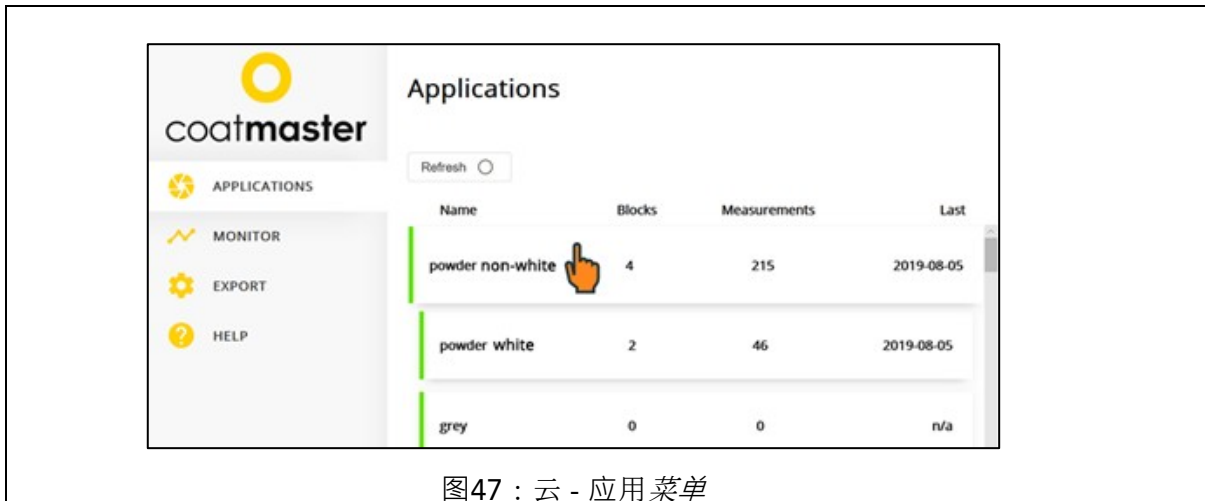 coatmaster
APPLICATIONS
MONITOR
EXPORT
HELP
Applications
Refresh
Name Blocks Measurements Last
powder non-white 4 215 2019-08-05
powder white 2 46 2019-08-05
grey 0 0 n/a
图47：云 - 应用菜单